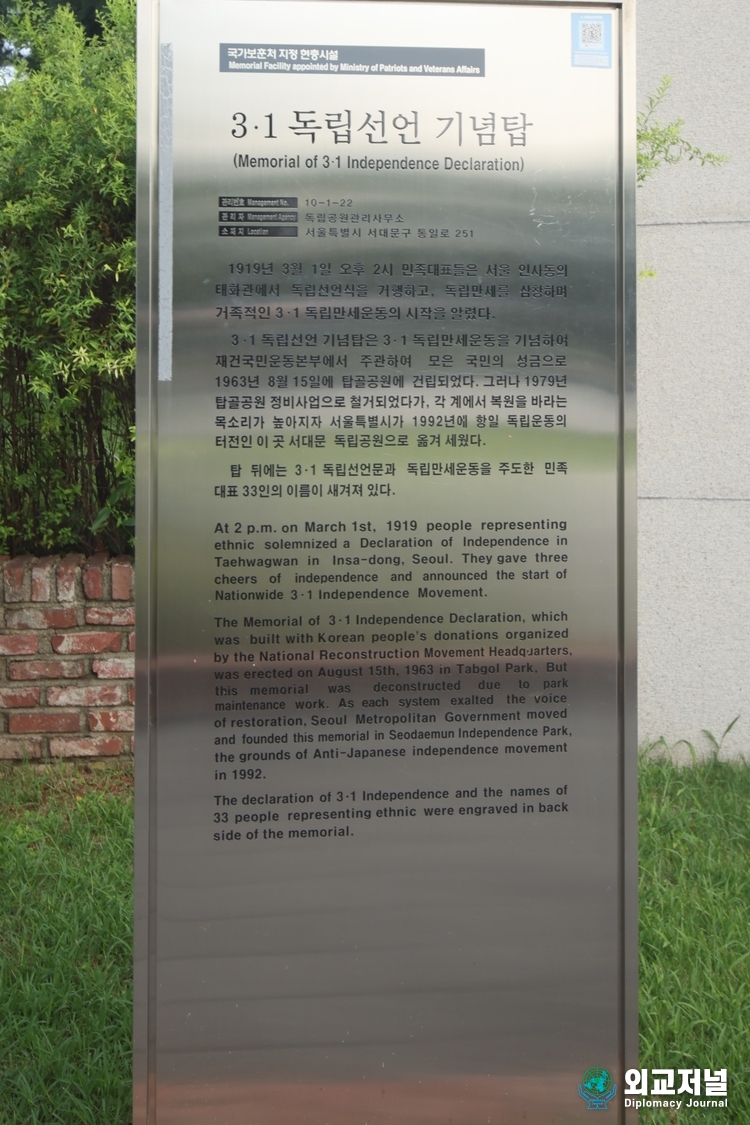 국가보훈처 지정 현충시설
Memorial Facility appointed by Ministry of Patriots and Veterans Affairs
3·1 독립선언 기념탑
(Memorial of 3·1 Independence Declaration)
관리번호 Management No. 10-1-22
관 리 자 Management Agency 독립공원관리사무소
소 재 지 Location 서울특별시 서대문구 통일로 251
1919년 3월 1일 오후 2시 민족대표들은 서울 인사동의
태화관에서 독립선언식을 거행하고, 독립만세를 삼창하며
거족적인 3·1 독립만세운동의 시작을 알렸다.
3·1 독립선언 기념탑은 3·1 독립만세운동을 기념하여
재건국민운동본부에서 주관하여 모은 국민의 성금으로
1963년 8월 15일에 탑골공원에 건립되었다. 그러나 1979년
탑골공원 정비사업으로 철거되었다가, 각 계에서 복원을 바라는
목소리가 높아지자 서울특별시가 1992년에 항일 독립운동의
터전인 이 곳 서대문 독립공원으로 옮겨 세웠다.
탑 뒤에는 3·1 독립선언문과 독립만세운동을 주도한 민족
대표 33인의 이름이 새겨져 있다.
At 2 p.m. on March 1st, 1919 people representing
ethnic solemnized a Declaration of Independence in
Taehwagwan in Insa-dong, Seoul. They gave three
cheers of independence and announced the start of
Nationwide 3·1 Independence Movement.
The Memorial of 3·1 Independence Declaration, which
was built with Korean people's donations organized
by the National Reconstruction Movement Headquarters,
was erected on August 15th, 1963 in Tabgol Park. But
this memorial was deconstructed due to park
maintenance work. As each system exalted the voice
of restoration, Seoul Metropolitan Government moved
and founded this memorial in Seodaemun Independence Park,
the grounds of Anti-Japanese independence movement
in 1992.
The declaration of 3·1 Independence and the names of
33 people representing ethnic were engraved in back
side of the memorial.
외교저널
Diplomacy Journal